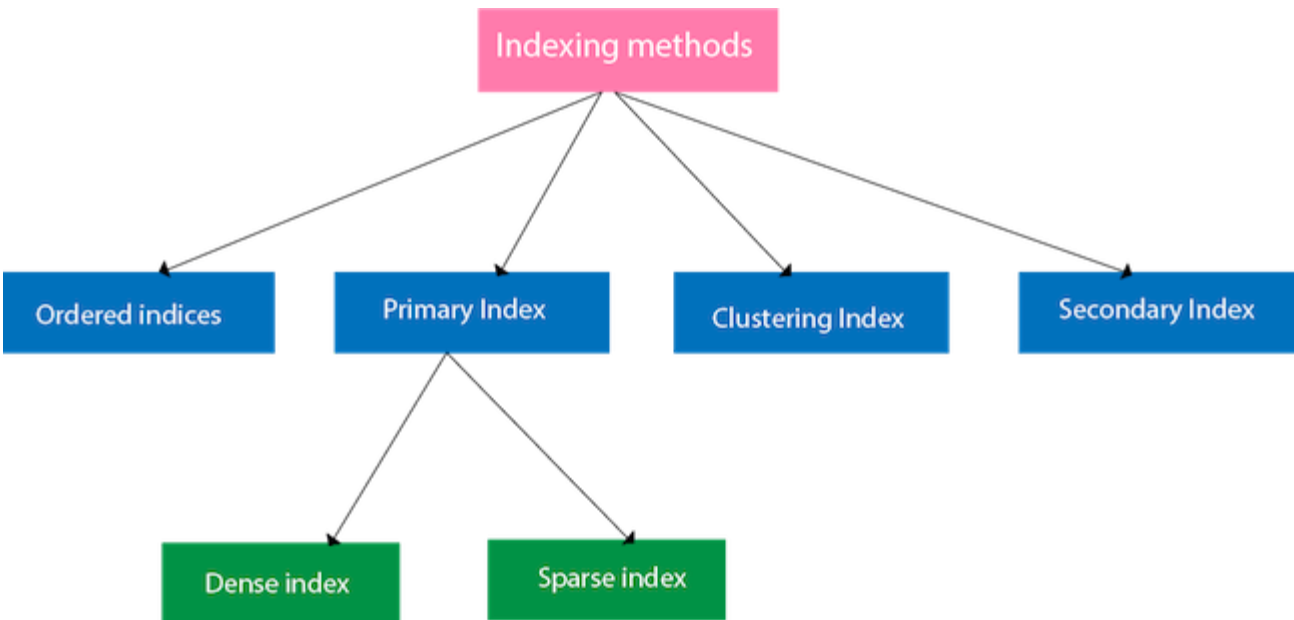 Indexing methods
Ordered indices
Primary Index
Clustering Index
Secondary Index
Dense index
Sparse index